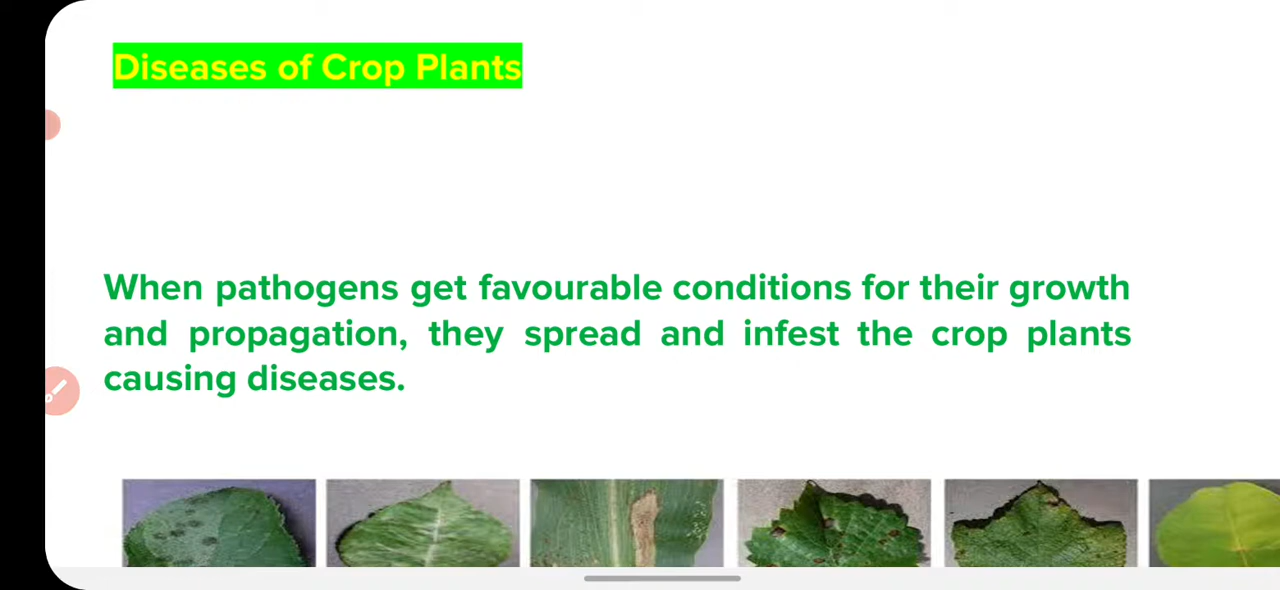 Diseases of Crop Plants
When pathogens get favourable conditions for their growth
and propagation, they spread and infest the crop plants
causing diseases.